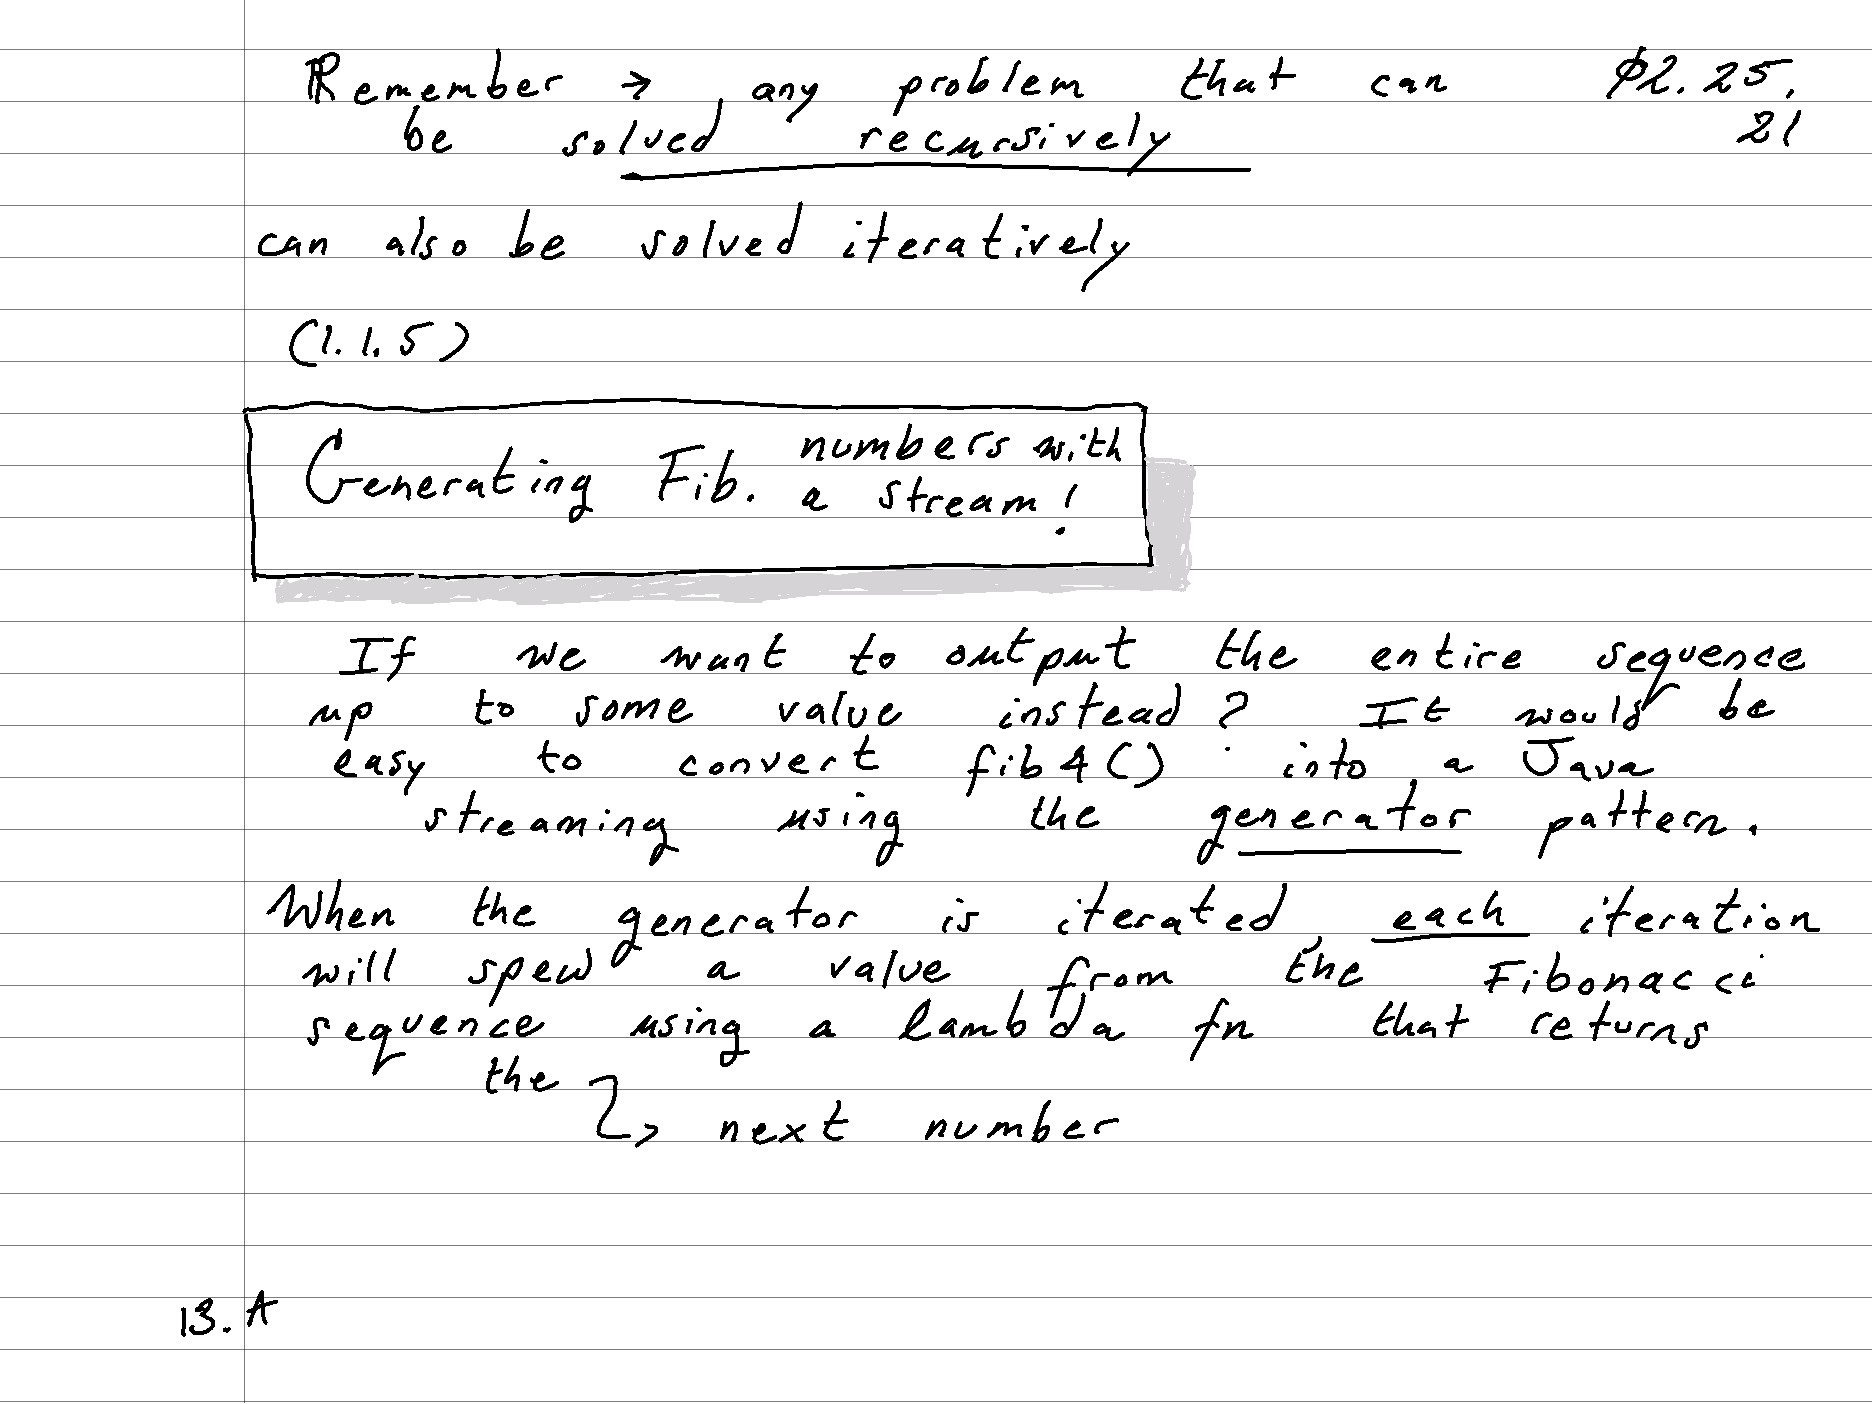 Remember → any problem that can 02.25.
be solved recursively 21
can also be solved iteratively
(1.1.5)
Generating Fib. numbers with
a stream!
If we want to output the entire sequence
up to some value instead? It would be
easy to convert fib4() into a Java
streaming using the generator pattern.
When the generator is iterated, each iteration
will spew a value from the Fibonacci
sequence using a lambda fn that returns
the
↳ next number
13.A